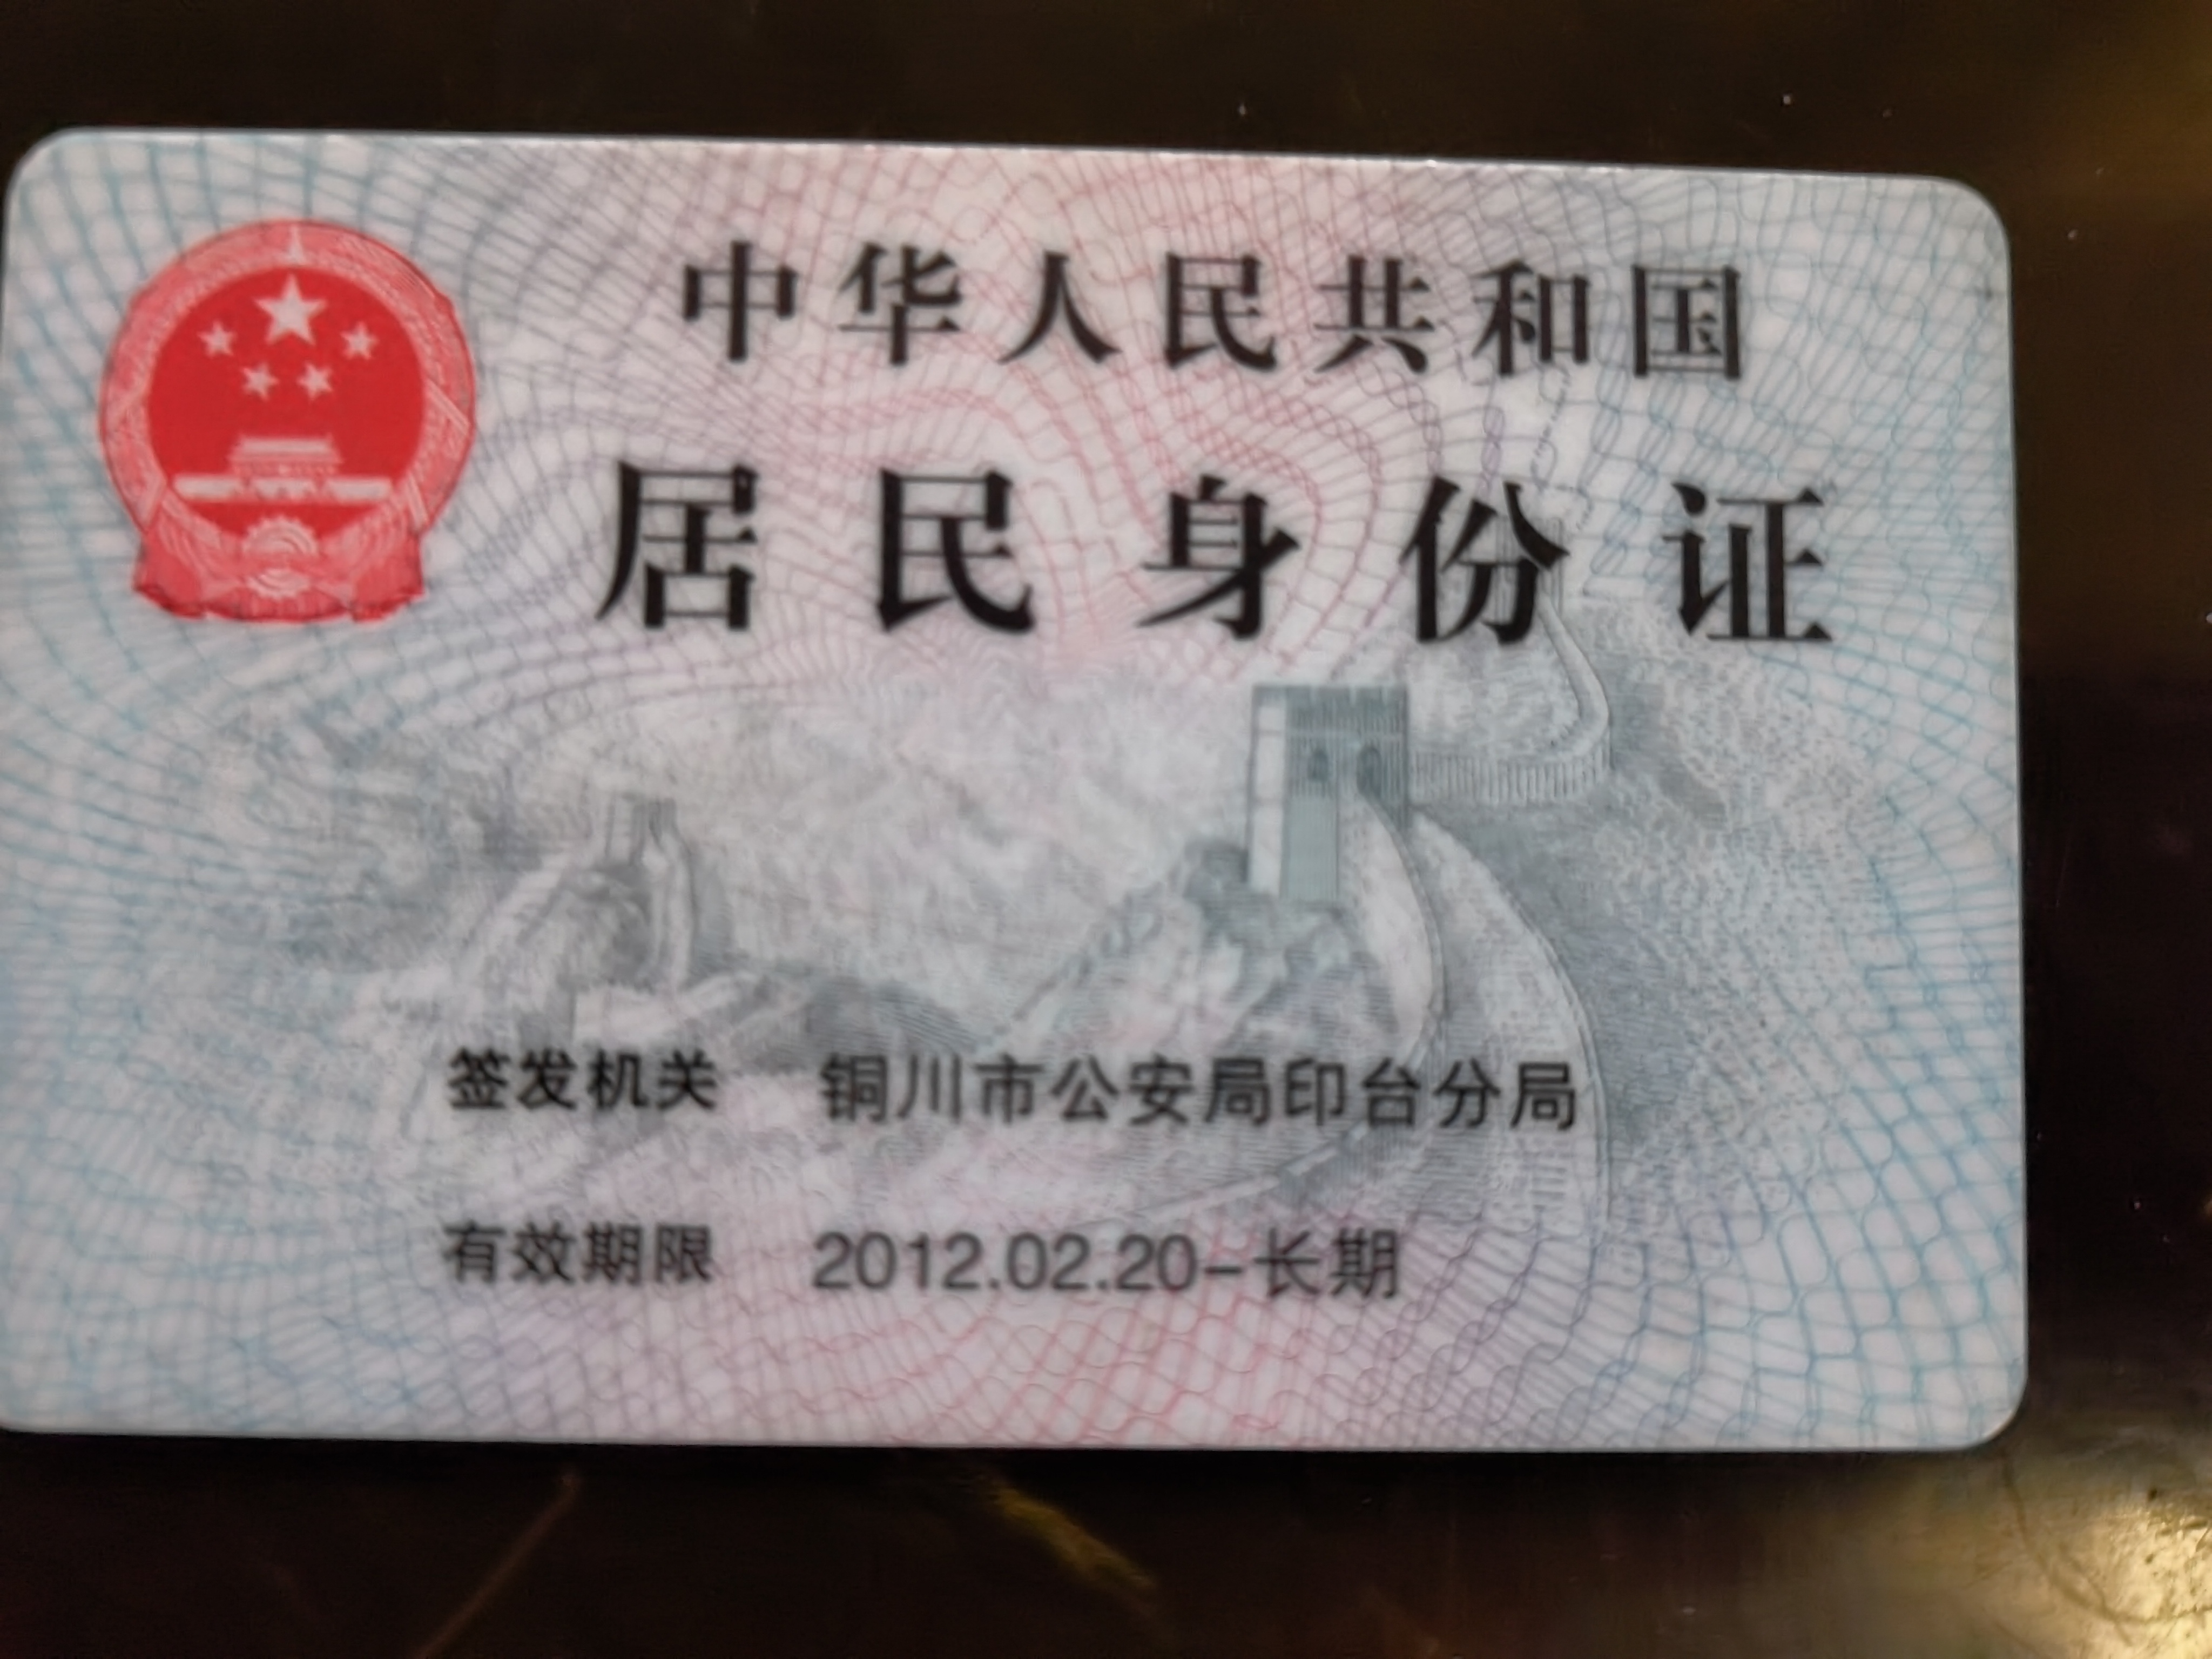 中华人民共和国
居民身份证
签发机关 铜川市公安局印台分局
有效期限 2012.02.20-长期